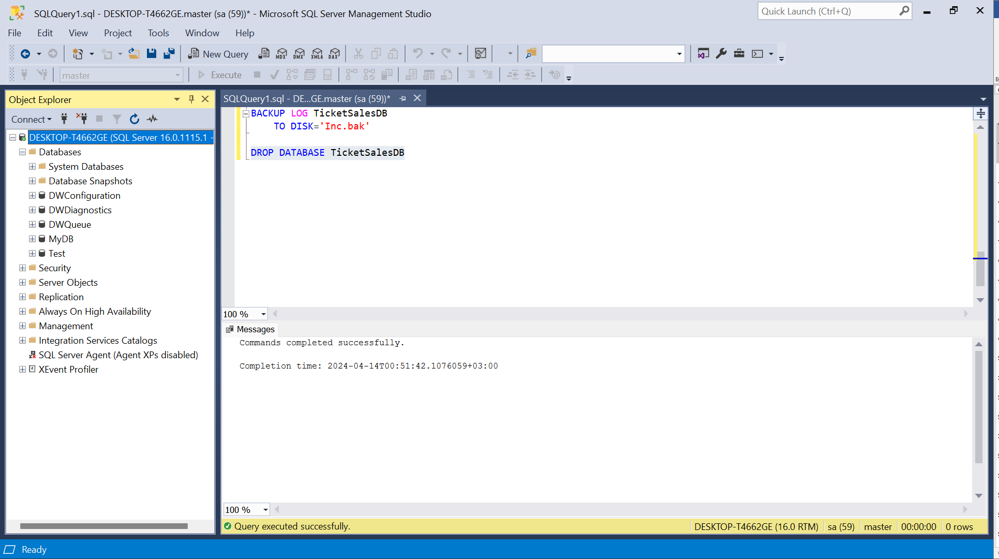 SQLQuery1.sql - DESKTOP-T4662GE.master (sa (59))* - Microsoft SQL Server Management Studio
Quick Launch (Ctrl+Q)
File Edit View Project Tools Window Help
New Query MDX DMX XMLA DAX
master Execute
Object Explorer
Connect
DESKTOP-T4662GE (SQL Server 16.0.1115.1 -
Databases
System Databases
Database Snapshots
DWConfiguration
DWDiagnostics
DWQueue
MyDB
Test
Security
Server Objects
Replication
Always On High Availability
Management
Integration Services Catalogs
SQL Server Agent (Agent XPs disabled)
XEvent Profiler
SQLQuery1.sql - DE...GE.master (sa (59))*
BACKUP LOG TicketSalesDB
TO DISK='Inc.bak'
DROP DATABASE TicketSalesDB
100 %
Messages
Commands completed successfully.
Completion time: 2024-04-14T00:51:42.1076059+03:00
100 %
Query executed successfully.
DESKTOP-T4662GE (16.0 RTM) sa (59) master 00:00:00 0 rows
Ready